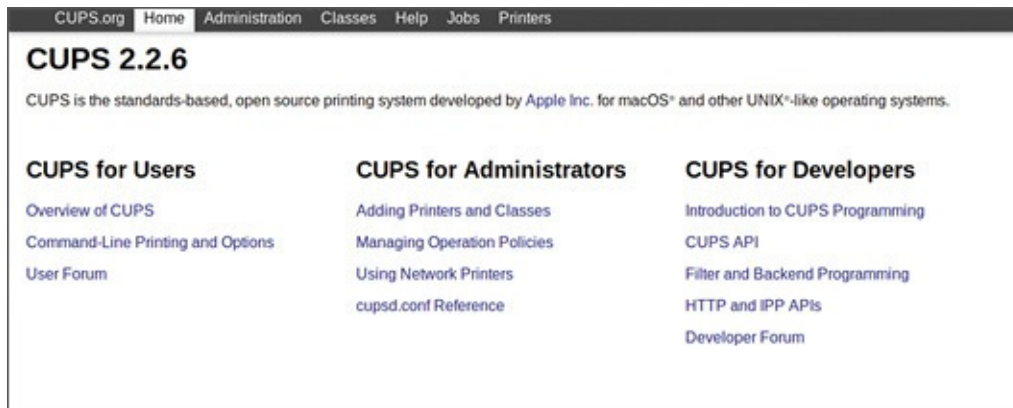 CUPS.org Home Administration Classes Help Jobs Printers
CUPS 2.2.6
CUPS is the standards-based, open source printing system developed by Apple Inc. for macOS® and other UNIX®-like operating systems.
CUPS for Users
Overview of CUPS
Command-Line Printing and Options
User Forum
CUPS for Administrators
Adding Printers and Classes
Managing Operation Policies
Using Network Printers
cupsd.conf Reference
CUPS for Developers
Introduction to CUPS Programming
CUPS API
Filter and Backend Programming
HTTP and IPP APIs
Developer Forum